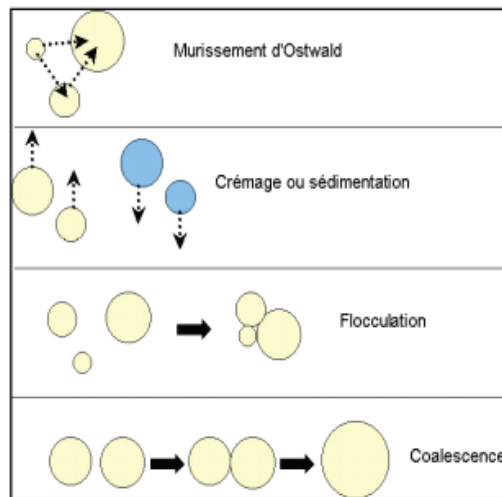 Murissement d'Ostwald
Crémage ou sédimentation
Flocculation
Coalescence